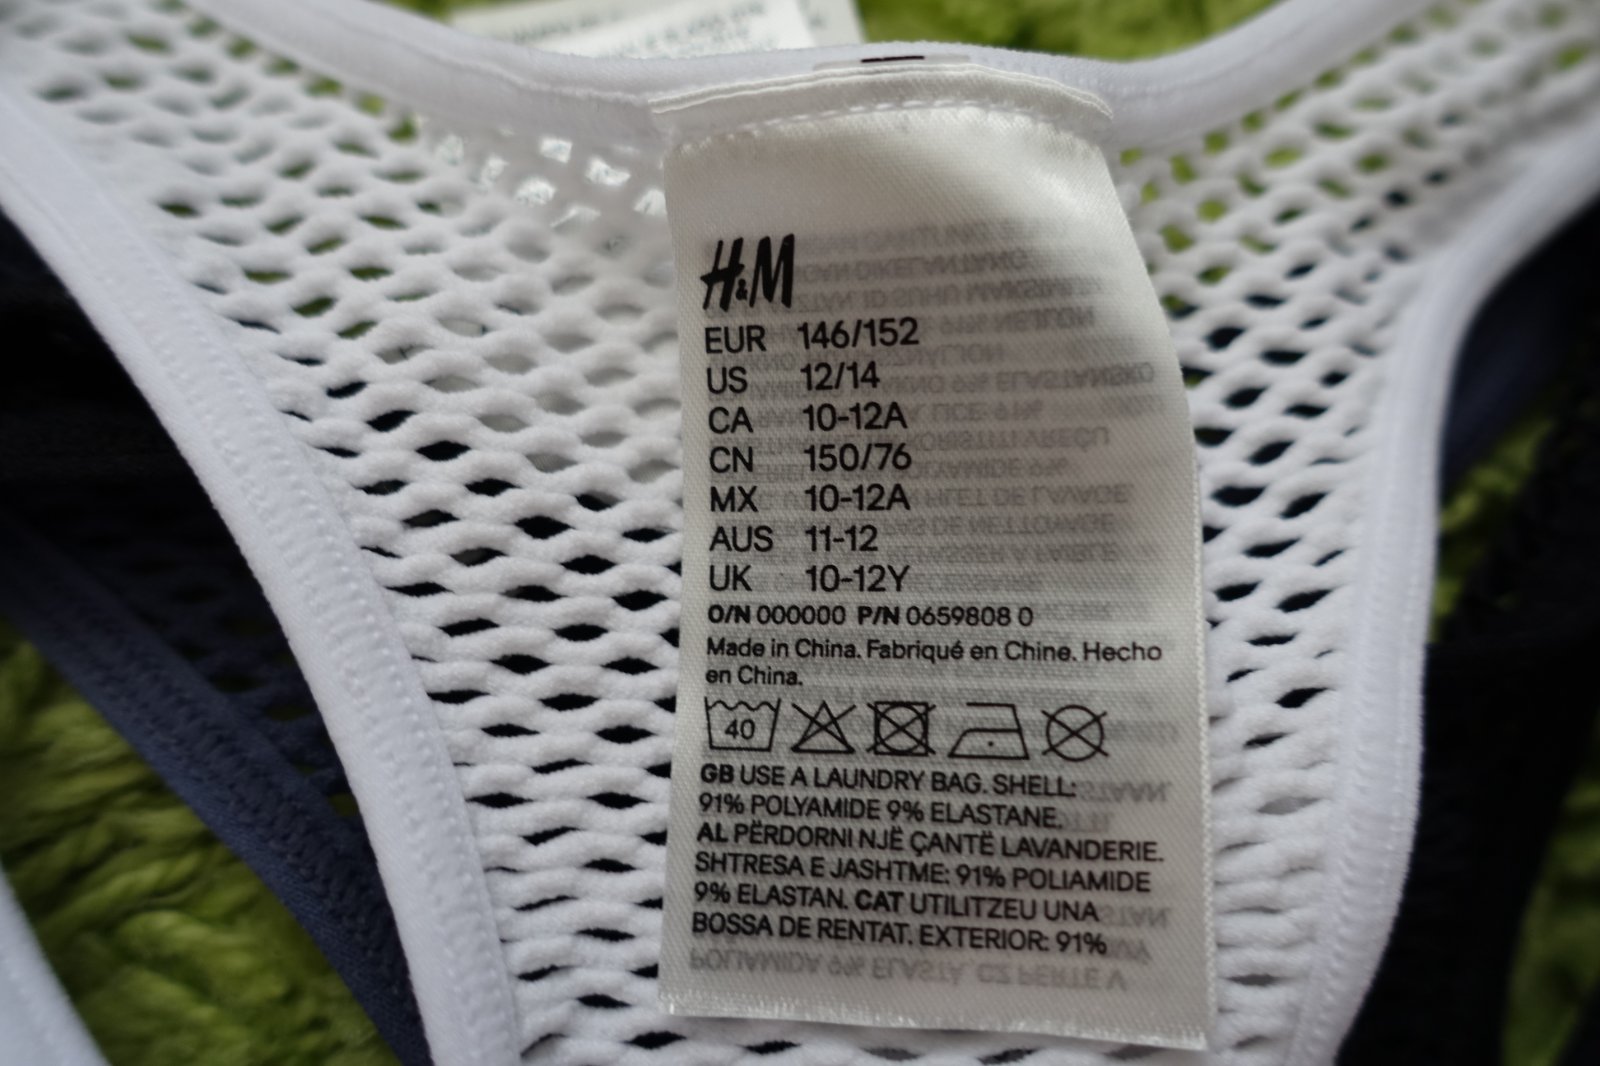 H&M
EUR 146/152
US 12/14
CA 10-12A
CN 150/76
MX 10-12A
AUS 11-12
UK 10-12Y
O/N 000000 P/N 0659808 0
Made in China. Fabriqué en Chine. Hecho
en China.
40
GB USE A LAUNDRY BAG. SHELL:
91% POLYAMIDE 9% ELASTANE.
AL PËRDORNI NJË ÇANTË LAVANDERIE.
SHTRESA E JASHTME: 91% POLIAMIDE
9% ELASTAN. CAT UTILITZEU UNA
BOSSA DE RENTAT. EXTERIOR: 91%